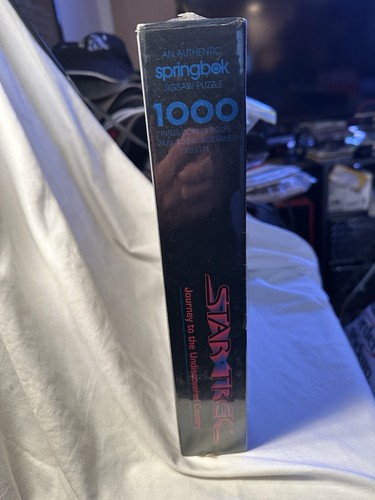 AN AUTHENTIC
springbok
JIGSAW PUZZLE
1000
STAR TREK
Journey to the Undiscovered Country